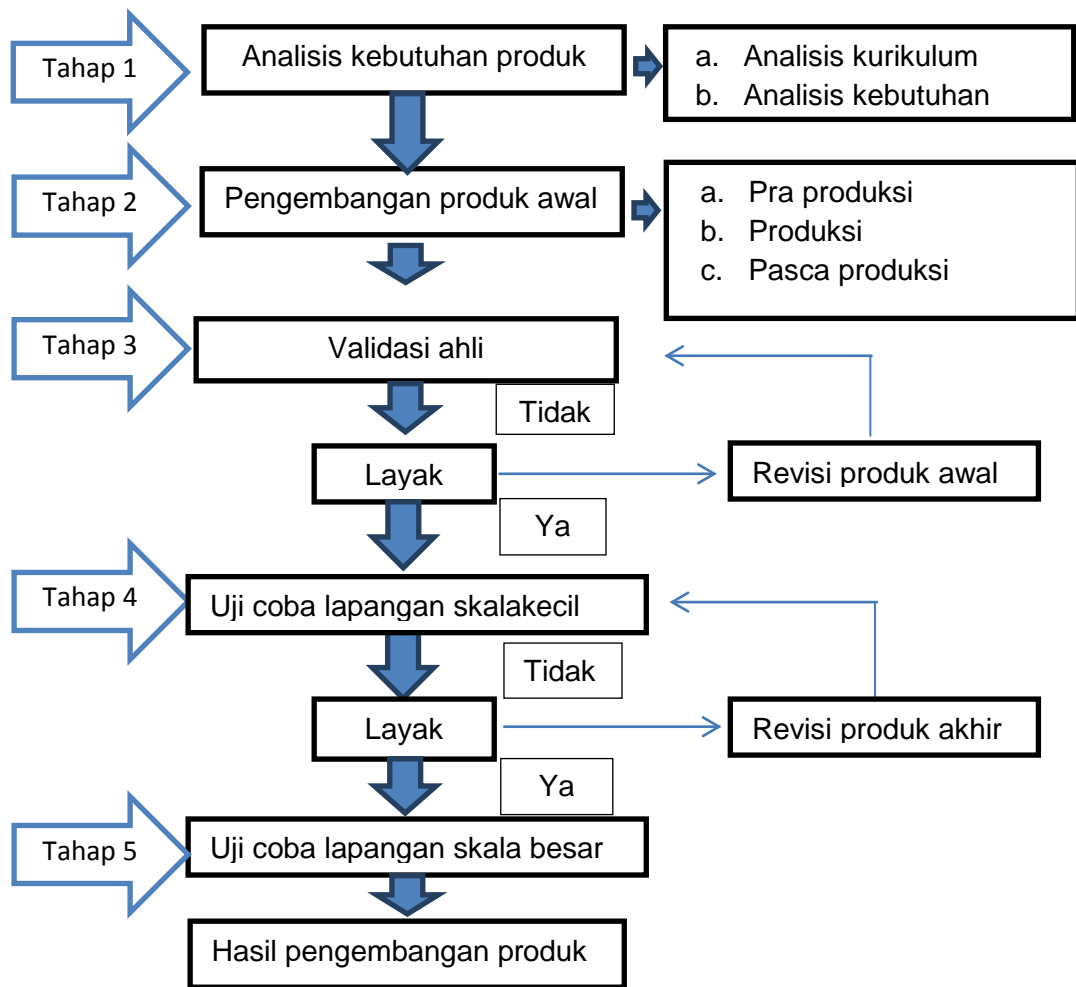 Tahap 1
Analisis kebutuhan produk
a. Analisis kurikulum
b. Analisis kebutuhan
Tahap 2
Pengembangan produk awal
a. Pra produksi
b. Produksi
c. Pasca produksi
Tahap 3
Validasi ahli
Tidak
Layak
Revisi produk awal
Ya
Tahap 4
Uji coba lapangan skalakecil
Tidak
Layak
Revisi produk akhir
Ya
Tahap 5
Uji coba lapangan skala besar
Hasil pengembangan produk